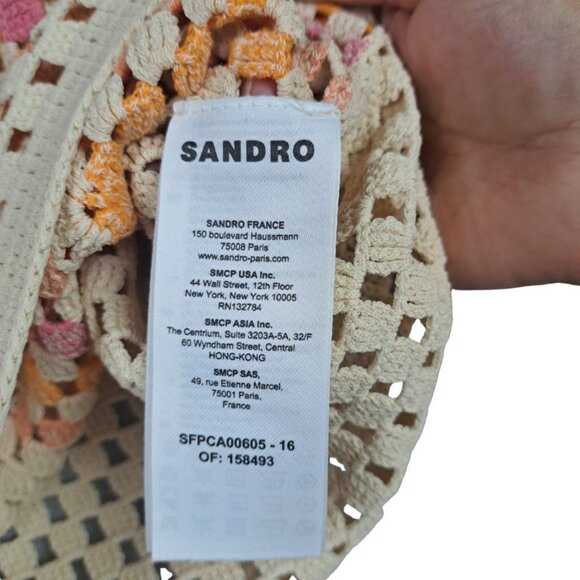 SANDRO
SANDRO FRANCE
150 boulevard Haussmann
75008 Paris
www.sandro-paris.com
SMCP USA Inc.
44 Wall Street, 12th Floor
New York, New York 10005
RN132784
SMCP ASIA Inc.
The Centrium, Suite 3203A-5A, 32/F
60 Wyndham Street, Central
HONG-KONG
SMCP SAS,
49, rue Etienne Marcel,
75001 Paris,
France
SFPCA00605 - 16
OF: 158493